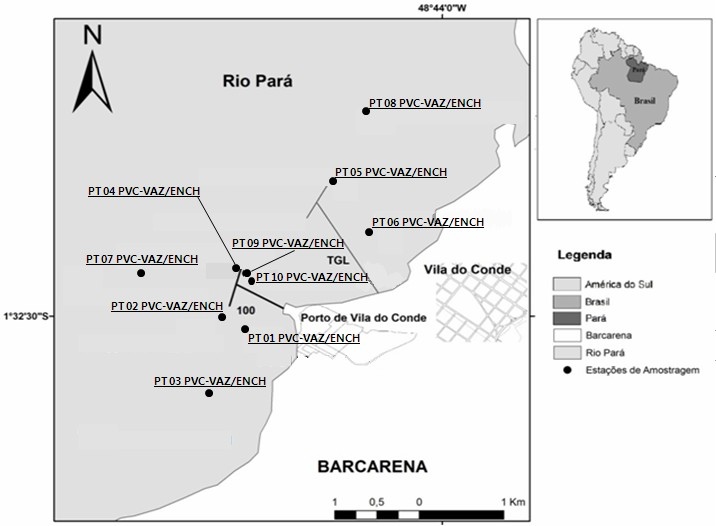 48°44'0"W
N
Rio Pará
PT 08 PVC-VAZ/ENCH
Pará
Brasil
PT 05 PVC-VAZ/ENCH
PT 04 PVC-VAZ/ENCH
PT 06 PVC-VAZ/ENCH
PT 09 PVC-VAZ/ENCH
PT 07 PVC-VAZ/ENCH
TGL
PT 10 PVC-VAZ/ENCH
Vila do Conde
PT 02 PVC-VAZ/ENCH
100
Porto de Vila do Conde
1°32'30"S
PT 01 PVC-VAZ/ENCH
PT 03 PVC-VAZ/ENCH
Legenda
América do Sul
Brasil
Pará
Barcarena
Rio Pará
Estações de Amostragem
BARCARENA
1 0,5 0 1 Km